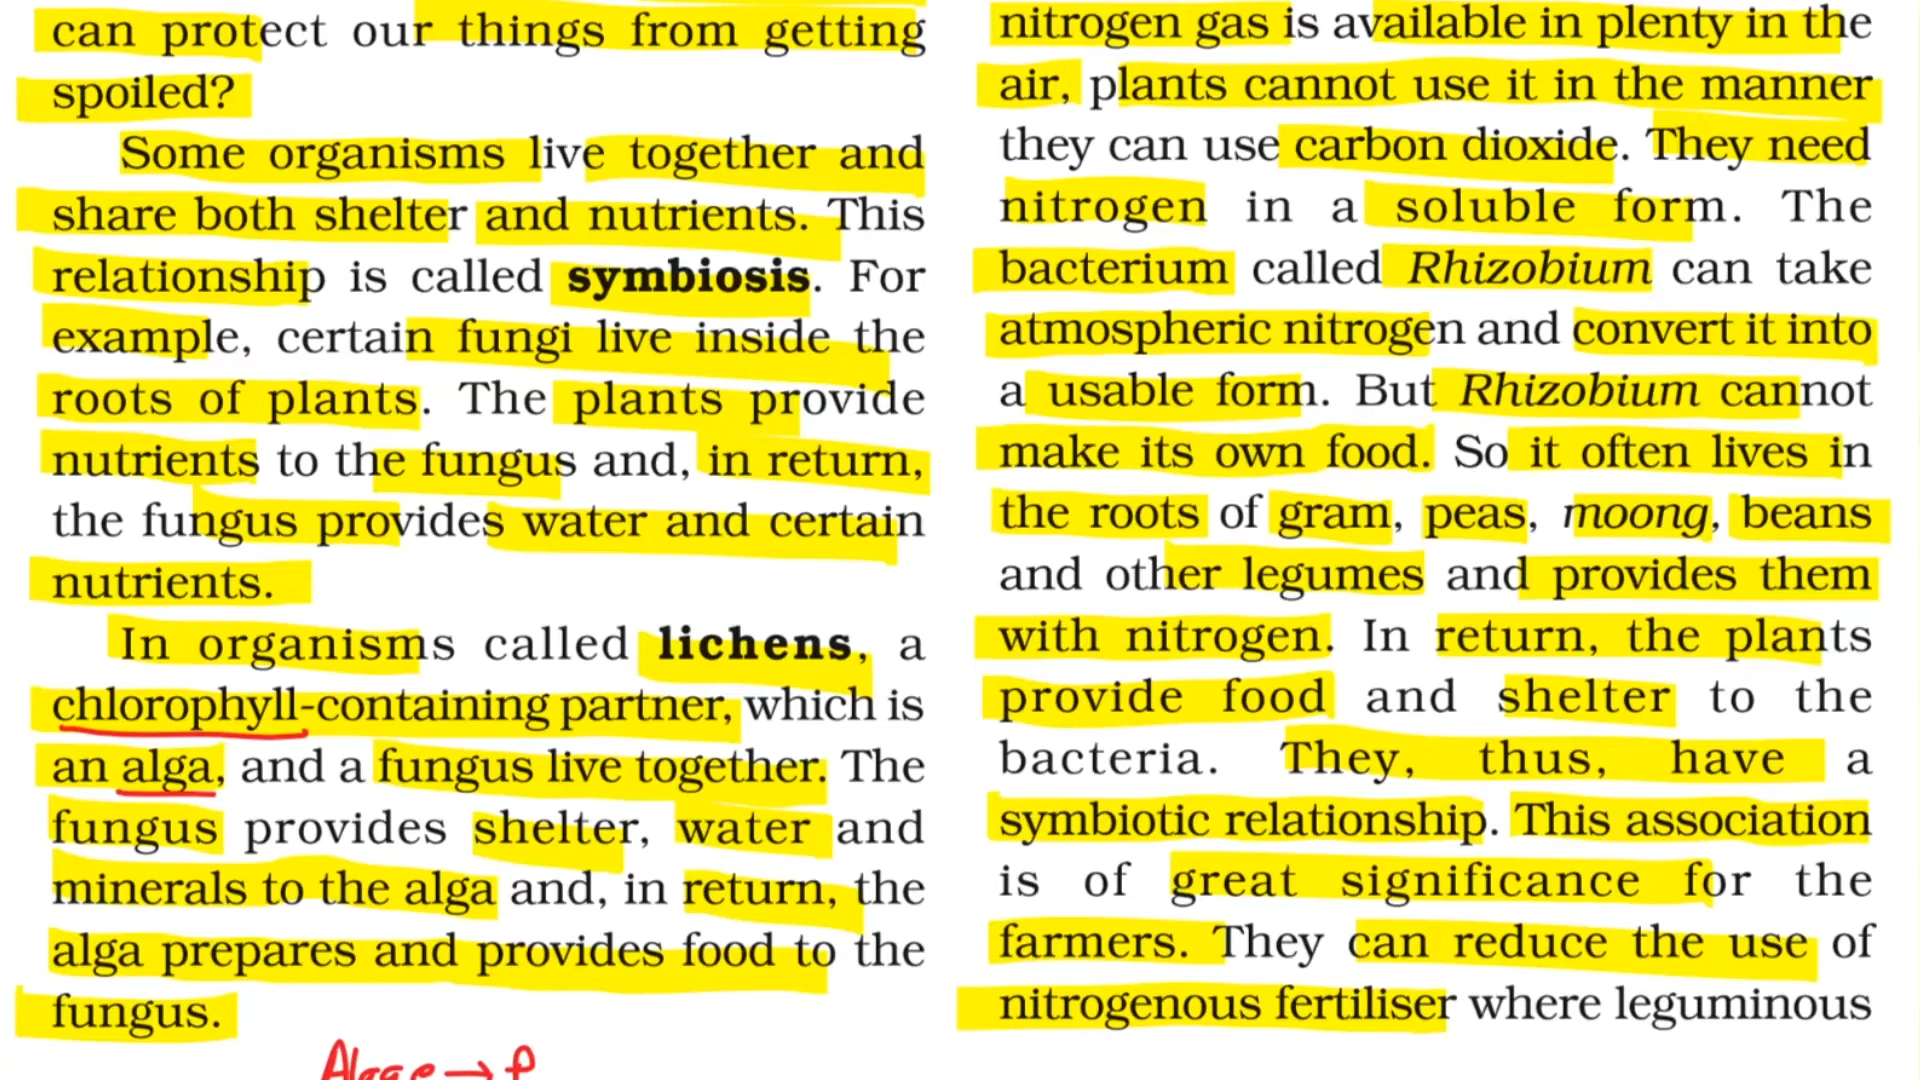 can protect our things from getting
spoiled?
Some organisms live together and
share both shelter and nutrients. This
relationship is called symbiosis. For
example, certain fungi live inside the
roots of plants. The plants provide
nutrients to the fungus and, in return,
the fungus provides water and certain
nutrients.
In organisms called lichens, a
chlorophyll-containing partner, which is
an alga, and a fungus live together. The
fungus provides shelter, water and
minerals to the alga and, in return, the
alga prepares and provides food to the
fungus.
Algae →
nitrogen gas is available in plenty in the
air, plants cannot use it in the manner
they can use carbon dioxide. They need
nitrogen in a soluble form. The
bacterium called Rhizobium can take
atmospheric nitrogen and convert it into
a usable form. But Rhizobium cannot
make its own food. So it often lives in
the roots of gram, peas, moong, beans
and other legumes and provides them
with nitrogen. In return, the plants
provide food and shelter to the
bacteria. They, thus, have a
symbiotic relationship. This association
is of great significance for the
farmers. They can reduce the use of
nitrogenous fertiliser where leguminous